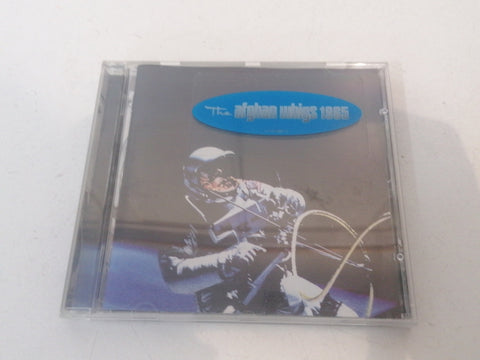 The afghan whigs 1965